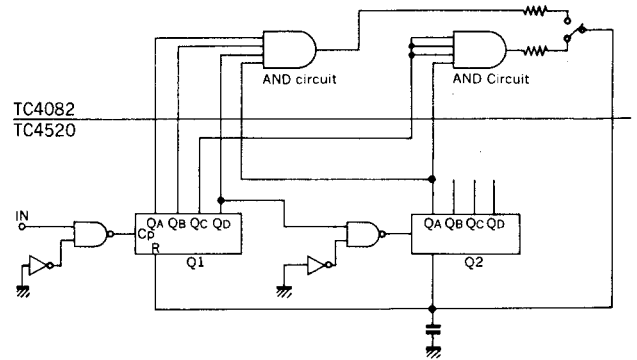 AND circuit
AND Circuit
TC4082
TC4520
IN
QA QB QC QD
Cp
R
Q1
QA QB QC QD
Q2